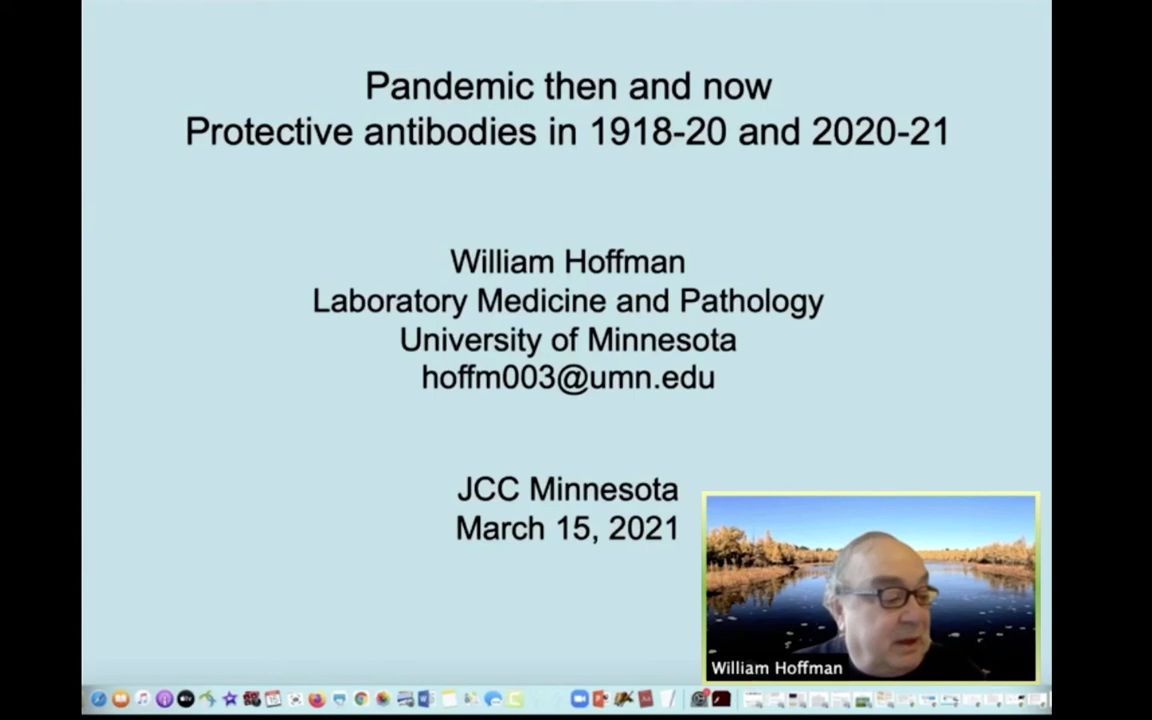 Pandemic then and now
Protective antibodies in 1918-20 and 2020-21
William Hoffman
Laboratory Medicine and Pathology
University of Minnesota
hoffm003@umn.edu
JCC Minnesota
March 15, 2021
William Hoffman